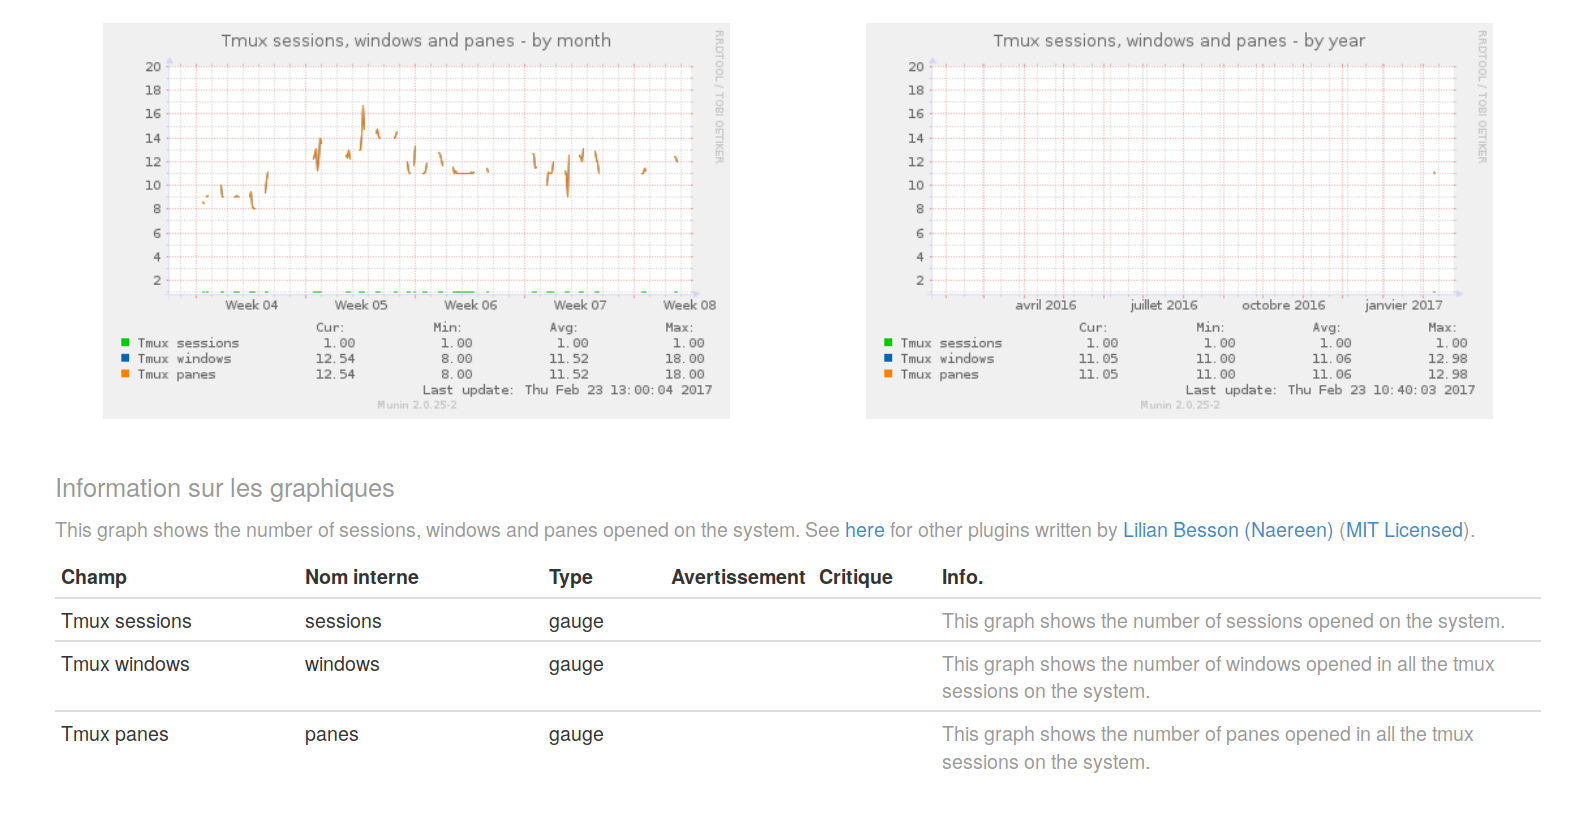 Tmux sessions, windows and panes - by month
RRDTOOL / TOBI OETIKER
20
18
16
14
12
10
8
6
4
2
Week 04 Week 05 Week 06 Week 07 Week 08
Cur: Min: Avg: Max:
Tmux sessions 1.00 1.00 1.00 1.00
Tmux windows 12.54 8.00 11.52 18.00
Tmux panes 12.54 8.00 11.52 18.00
Last update: Thu Feb 23 13:00:04 2017
Munin 2.0.25-2
Tmux sessions, windows and panes - by year
RRDTOOL / TOBI OETIKER
20
18
16
14
12
10
8
6
4
2
avril 2016 juillet 2016 octobre 2016 janvier 2017
Cur: Min: Avg: Max:
Tmux sessions 1.00 1.00 1.00 1.00
Tmux windows 11.05 11.00 11.06 12.98
Tmux panes 11.05 11.00 11.06 12.98
Last update: Thu Feb 23 10:40:03 2017
Munin 2.0.25-2
Information sur les graphiques
This graph shows the number of sessions, windows and panes opened on the system. See here for other plugins written by Lilian Besson (Naereen) (MIT Licensed).
Champ Nom interne Type Avertissement Critique Info.
Tmux sessions sessions gauge This graph shows the number of sessions opened on the system.
Tmux windows windows gauge This graph shows the number of windows opened in all the tmux
sessions on the system.
Tmux panes panes gauge This graph shows the number of panes opened in all the tmux
sessions on the system.